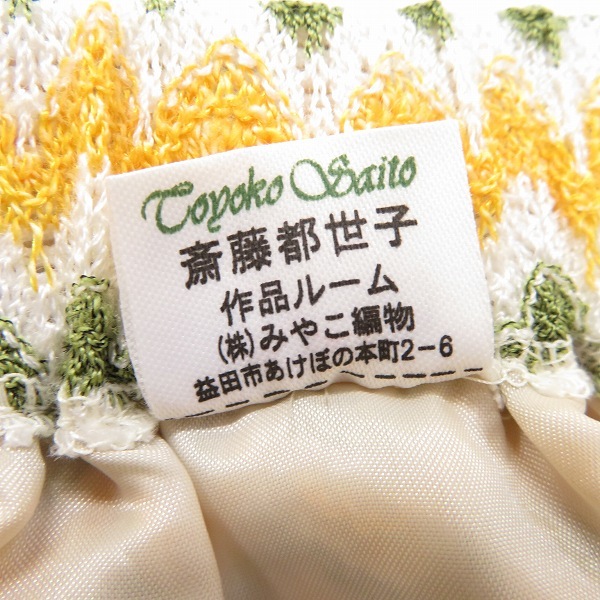 Toyoko Saito
斎藤都世子
作品ルーム
(株)みやこ編物
益田市あけぼの本町2-6